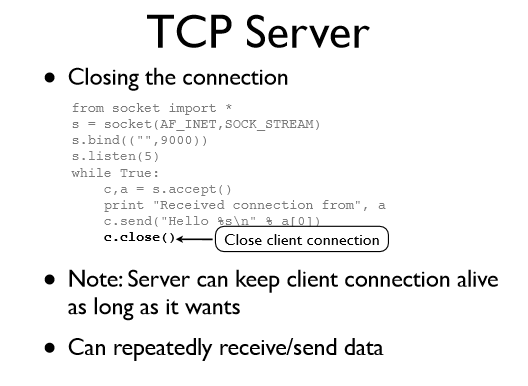 TCP Server
• Closing the connection
from socket import *
s = socket(AF_INET,SOCK_STREAM)
s.bind(("",9000))
s.listen(5)
while True:
    c,a = s.accept()
    print "Received connection from", a
    c.send("Hello %s\n" % a[0])
    c.close()
Close client connection
• Note: Server can keep client connection alive
as long as it wants
• Can repeatedly receive/send data